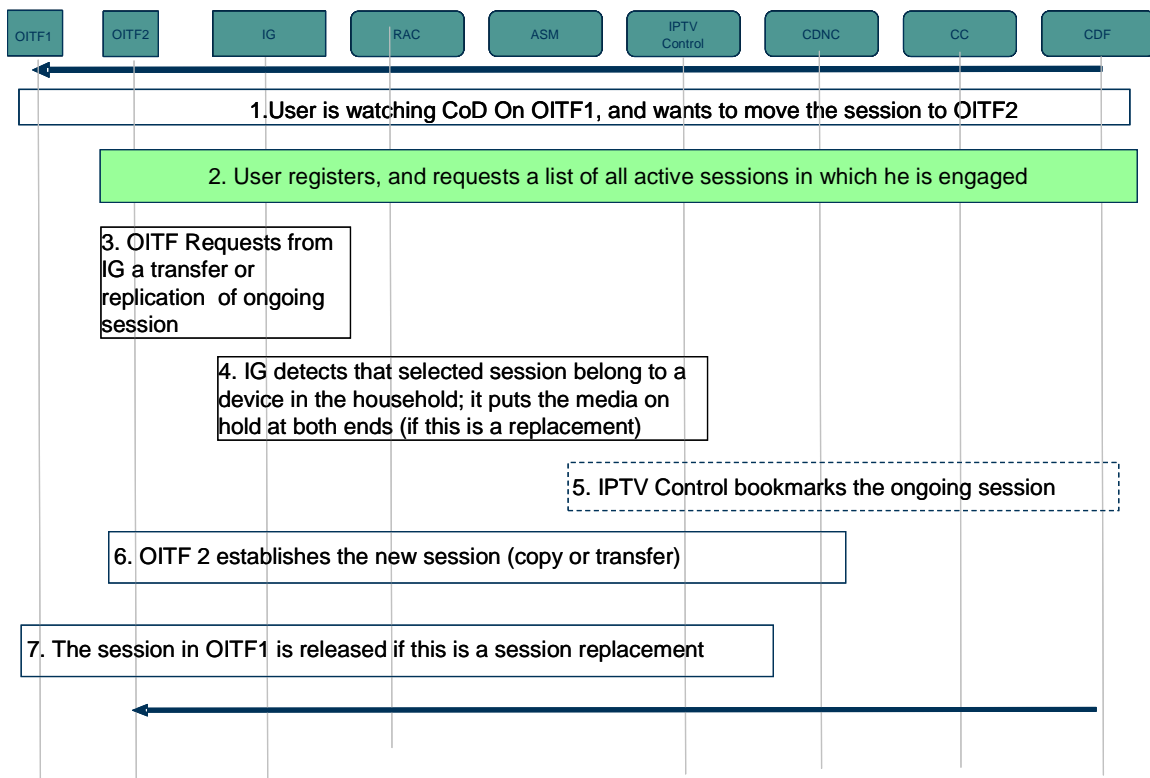 OITF1
OITF2
IG
RAC
ASM
IPTV
Control
CDNC
CC
CDF
1.User is watching CoD On OITF1, and wants to move the session to OITF2
2. User registers, and requests a list of all active sessions in which he is engaged
3. OITF Requests from
IG a transfer or
replication of ongoing
session
4. IG detects that selected session belong to a
device in the household; it puts the media on
hold at both ends (if this is a replacement)
5. IPTV Control bookmarks the ongoing session
6. OITF 2 establishes the new session (copy or transfer)
7. The session in OITF1 is released if this is a session replacement